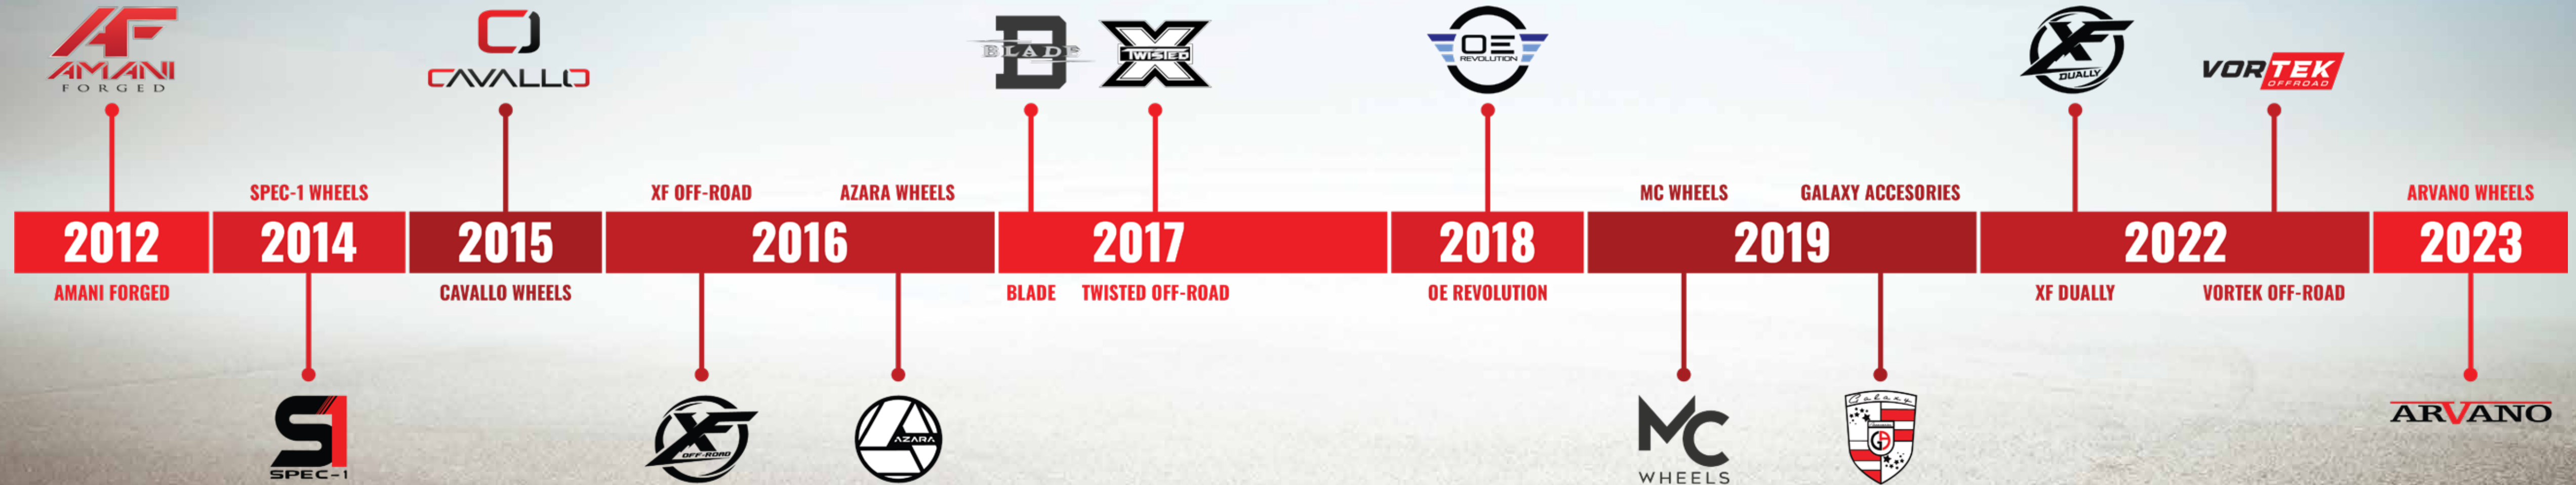 AF
AMANI
FORGED
CAVALLO
BLADE
TWISTED
X
OE
REVOLUTION
XF
DUALLY
VORTEK
OFFROAD
SPEC-1 WHEELS
XF OFF-ROAD
AZARA WHEELS
MC WHEELS
GALAXY ACCESORIES
ARVANO WHEELS
2012
2014
2015
2016
2017
2018
2019
2022
2023
AMANI FORGED
CAVALLO WHEELS
BLADE
TWISTED OFF-ROAD
OE REVOLUTION
XF DUALLY
VORTEK OFF-ROAD
S1
SPEC-1
XF
OFF-ROAD
AZARA
MC
WHEELS
Galaxy
GA
ARVANO